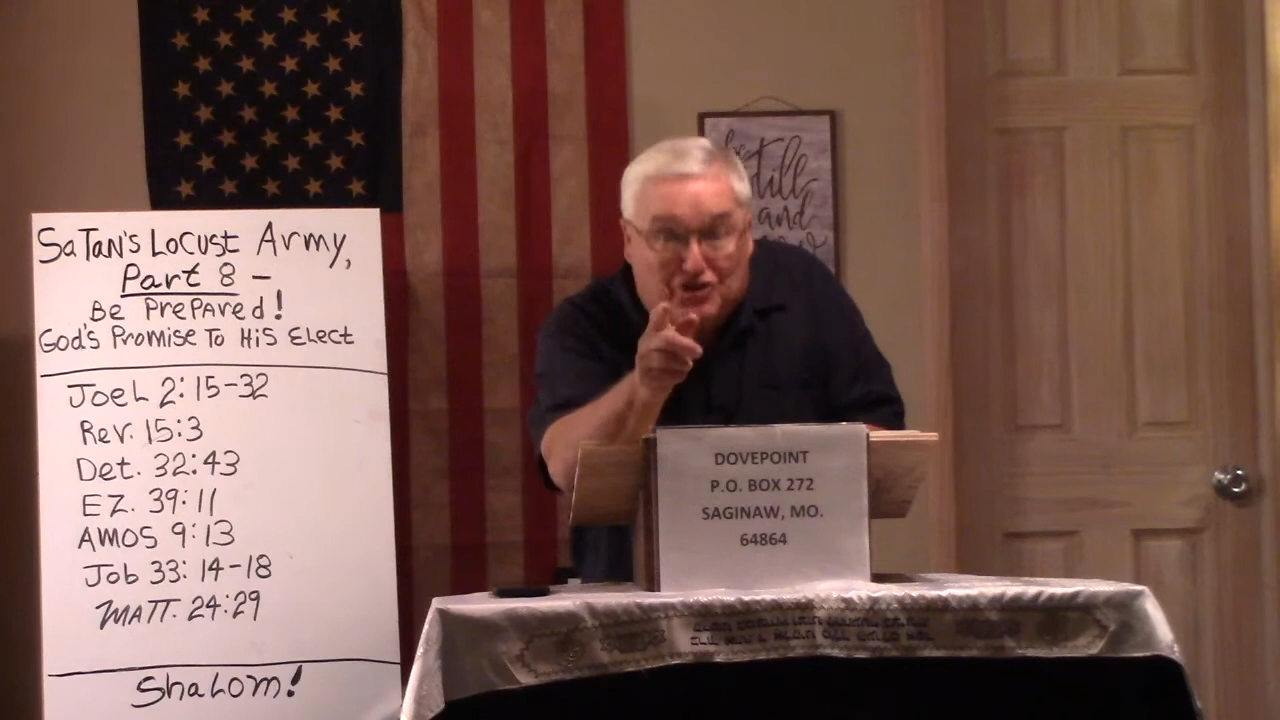 SaTaN's Locust Army,
Part 8 –
Be PrePAred!
God's Promise To HiS ELect
JoeL 2:15-32
Rev. 15:3
Det. 32:43
EZ. 39:11
AMOS 9:13
Job 33:14-18
MATT. 24:29
ShaLom!
still
and
DOVEPOINT
P.O. BOX 272
SAGINAW, MO.
64864